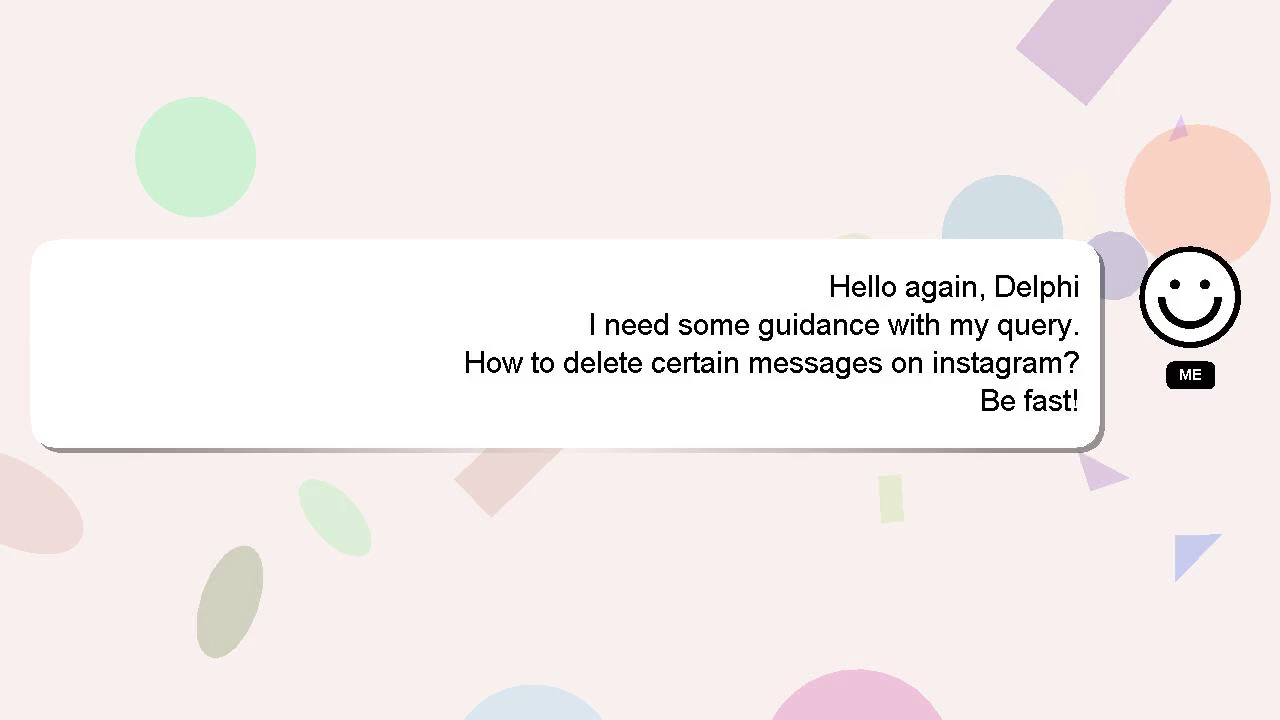 Hello again, Delphi
I need some guidance with my query.
How to delete certain messages on instagram?
Be fast!
ME